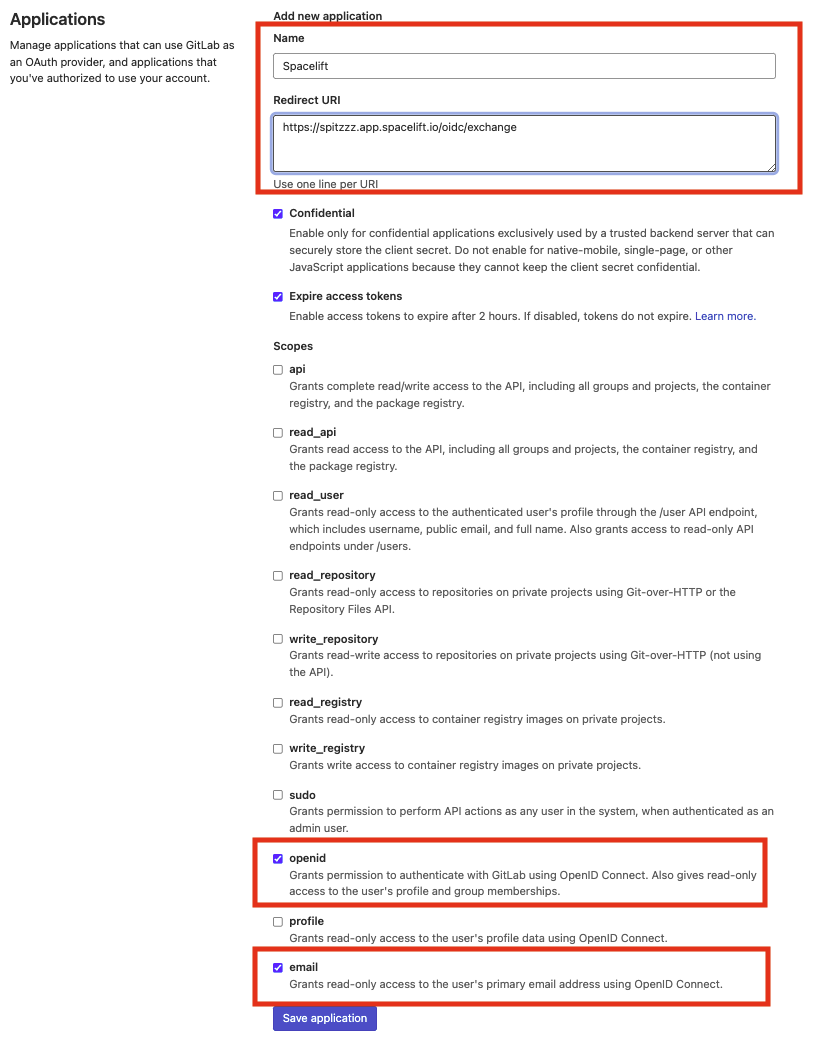 Applications
Manage applications that can use GitLab as
an OAuth provider, and applications that
you've authorized to use your account.
Add new application
Name
Spacelift
Redirect URI
https://spitzzz.app.spacelift.io/oidc/exchange
Use one line per URI
Confidential
Enable only for confidential applications exclusively used by a trusted backend server that can
securely store the client secret. Do not enable for native-mobile, single-page, or other
JavaScript applications because they cannot keep the client secret confidential.
Expire access tokens
Enable access tokens to expire after 2 hours. If disabled, tokens do not expire. Learn more.
Scopes
api
Grants complete read/write access to the API, including all groups and projects, the container
registry, and the package registry.
read_api
Grants read access to the API, including all groups and projects, the container registry, and
the package registry.
read_user
Grants read-only access to the authenticated user's profile through the /user API endpoint,
which includes username, public email, and full name. Also grants access to read-only API
endpoints under /users.
read_repository
Grants read-only access to repositories on private projects using Git-over-HTTP or the
Repository Files API.
write_repository
Grants read-write access to repositories on private projects using Git-over-HTTP (not using
the API).
read_registry
Grants read-only access to container registry images on private projects.
write_registry
Grants write access to container registry images on private projects.
sudo
Grants permission to perform API actions as any user in the system, when authenticated as an
admin user.
openid
Grants permission to authenticate with GitLab using OpenID Connect. Also gives read-only
access to the user's profile and group memberships.
profile
Grants read-only access to the user's profile data using OpenID Connect.
email
Grants read-only access to the user's primary email address using OpenID Connect.
Save application